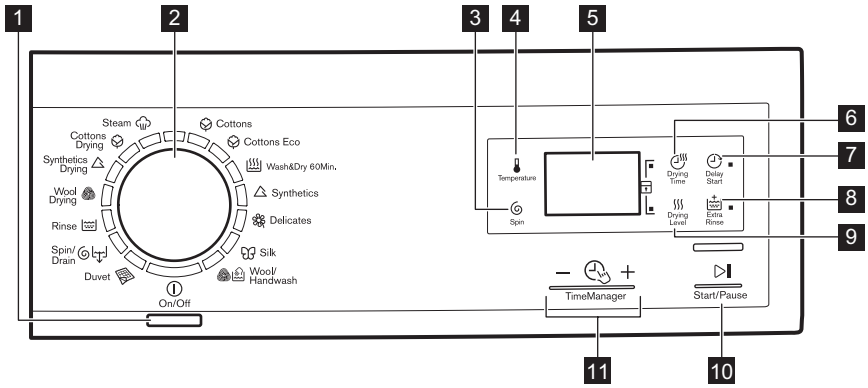 1
2
3
4
5
6
7
8
9
10
11
Steam
Cottons
Drying
Synthetics
Drying
Wool
Drying
Rinse
Spin/
Drain
Duvet
Cottons
Cottons Eco
Wash&Dry 60Min.
Synthetics
Delicates
Silk
Wool/
Handwash
On/Off
Temperature
Spin
Drying
Time
Delay
Start
Drying
Level
+
Extra
Rinse
− +
TimeManager
Start/Pause